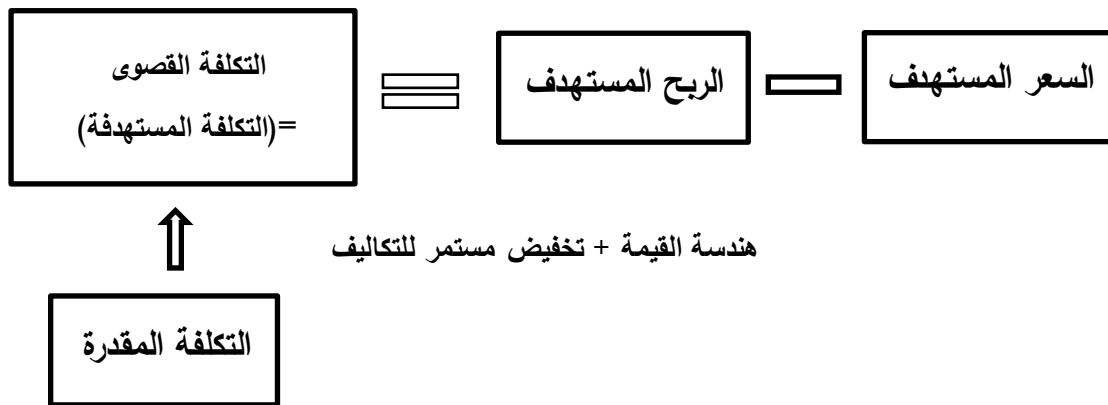 السعر المستهدف
الربح المستهدف
التكلفة القصوى
=(التكلفة المستهدفة)
هندسة القيمة + تخفيض مستمر للتكاليف
التكلفة المقدرة